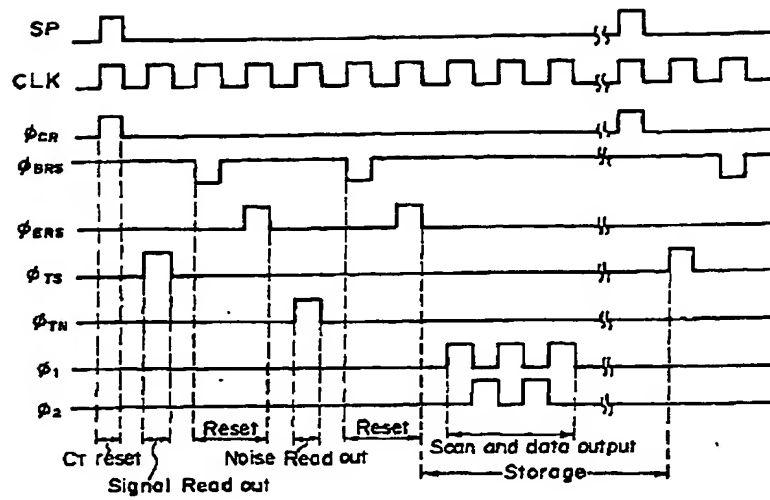 SP
CLK
ϕCR
ϕBRS
ϕERS
ϕTS
ϕTN
ϕ1
ϕ2
Reset Reset Scan and data output
CT reset Noise Read out
Signal Read out Storage